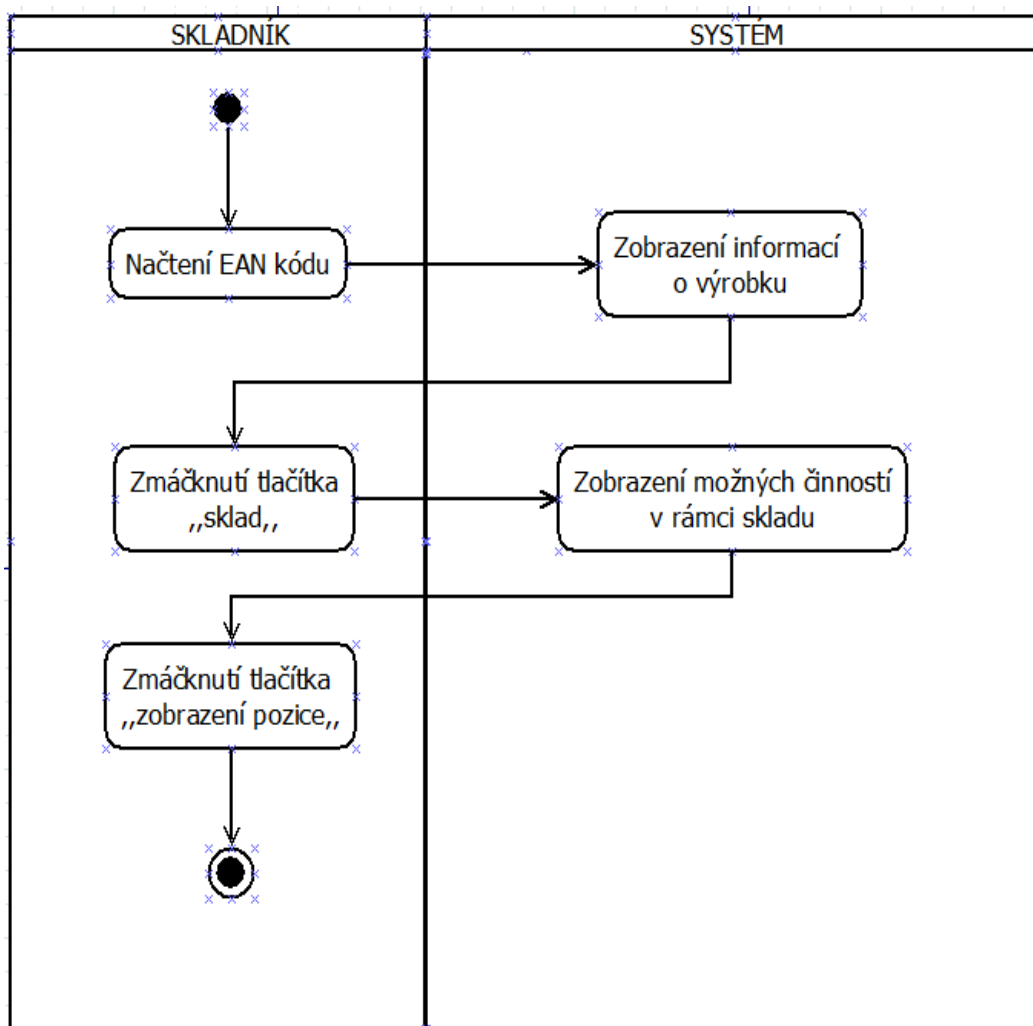 SKLADNÍK
SYSTÉM
Načtení EAN kódu
Zobrazení informací
o výrobku
Zmáčknutí tlačítka
,,sklad,,
Zobrazení možných činností
v rámci skladu
Zmáčknutí tlačítka
,,zobrazení pozice,,